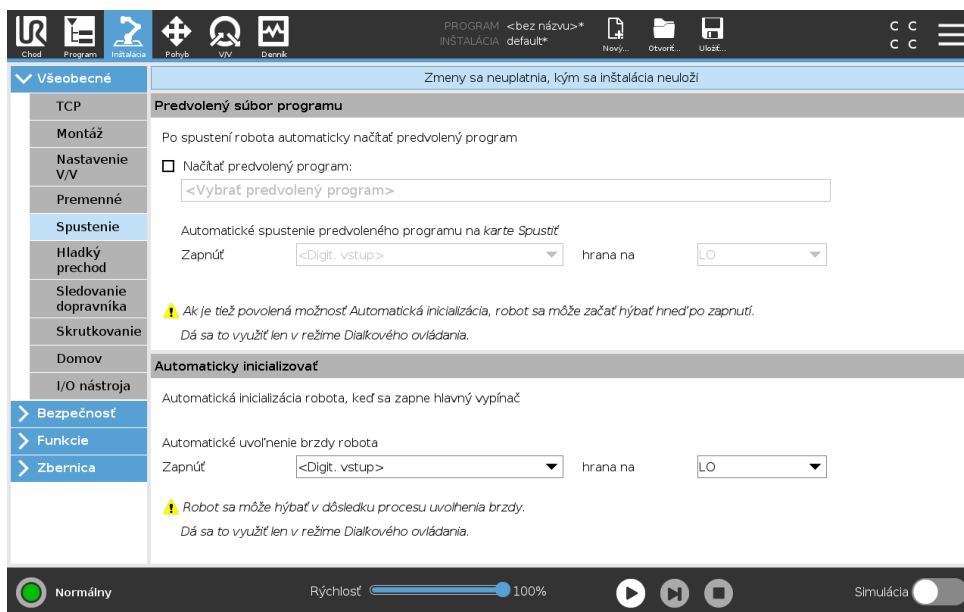 PROGRAM <bez názvu>*
INŠTALÁCIA default*
Chod Program Inštalácia Pohyb V/V Denník Nový... Otvoriť... Uložiť...
C C
C C
Všeobecné
TCP
Montáž
Nastavenie
V/V
Premenné
Spustenie
Hladký
prechod
Sledovanie
dopravníka
Skrutkovanie
Domov
I/O nástroja
Bezpečnosť
Funkcie
Zbernica
Zmeny sa neuplatnia, kým sa inštalácia neuloží
Predvolený súbor programu
Po spustení robota automaticky načítať predvolený program
Načítať predvolený program:
<Vybrať predvolený program>
Automatické spustenie predvoleného programu na karte Spustiť
Zapnúť <Digit. vstup> hrana na LO
Ak je tiež povolená možnosť Automatická inicializácia, robot sa môže začať hýbať hneď po zapnutí.
Dá sa to využiť len v režime Diaľkového ovládania.
Automaticky inicializovať
Automatická inicializácia robota, keď sa zapne hlavný vypínač
Automatické uvoľnenie brzdy robota
Zapnúť <Digit. vstup> hrana na LO
Robot sa môže hýbať v dôsledku procesu uvoľnenia brzdy.
Dá sa to využiť len v režime Diaľkového ovládania.
Normálny Rýchlosť 100% Simulácia